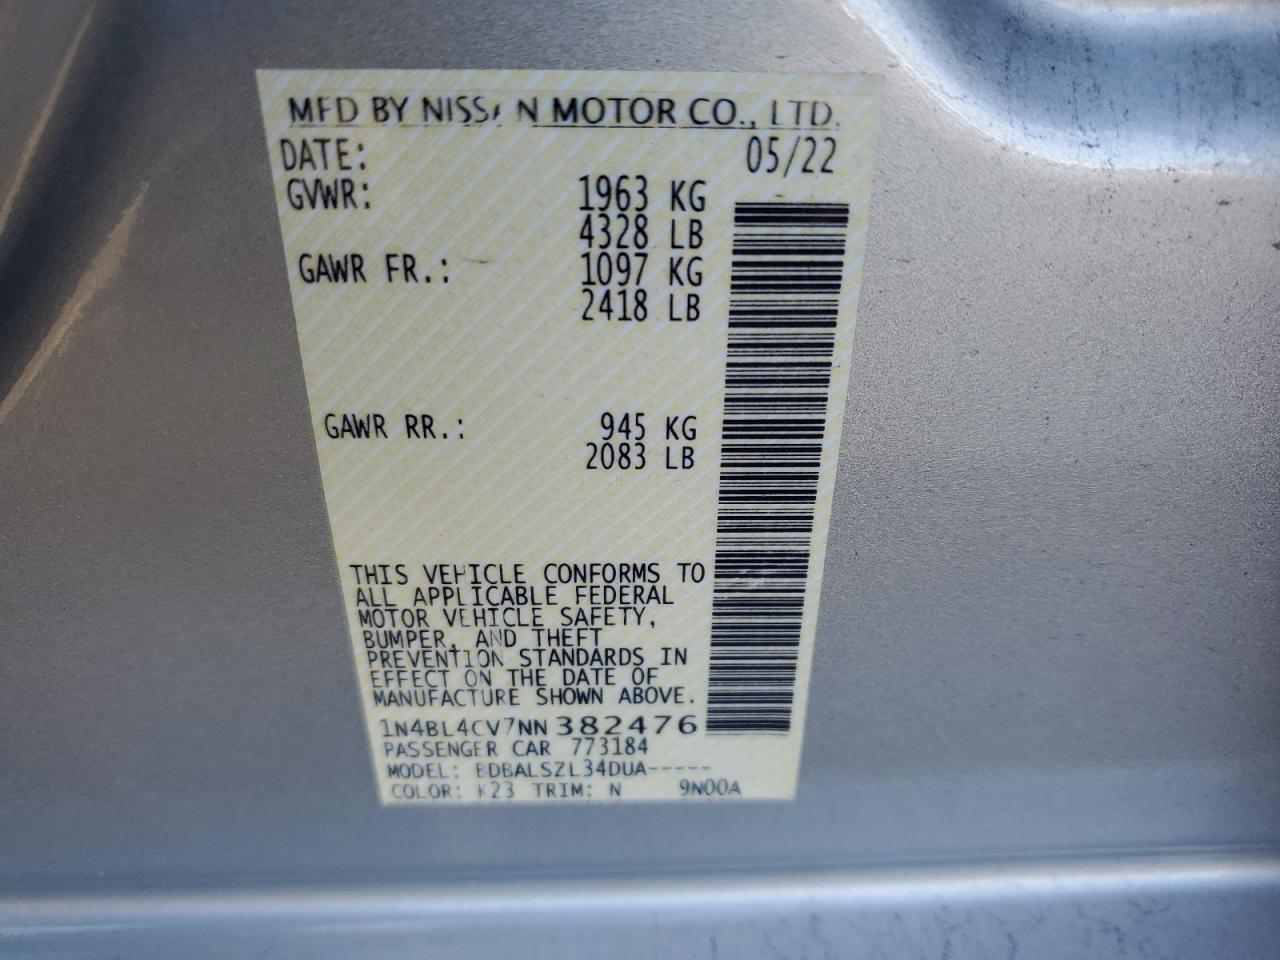 MFD BY NISSAN MOTOR CO., LTD.
DATE: 05/22
GVWR: 1963 KG
4328 LB
GAWR FR.: 1097 KG
2418 LB
GAWR RR.: 945 KG
2083 LB
THIS VEHICLE CONFORMS TO
ALL APPLICABLE FEDERAL
MOTOR VEHICLE SAFETY,
BUMPER, AND THEFT
PREVENTION STANDARDS IN
EFFECT ON THE DATE OF
MANUFACTURE SHOWN ABOVE.
1N4BL4CV7NN382476
PASSENGER CAR 773184
MODEL: BDBALSZL34DUA-----
COLOR: K23 TRIM: N 9N00A